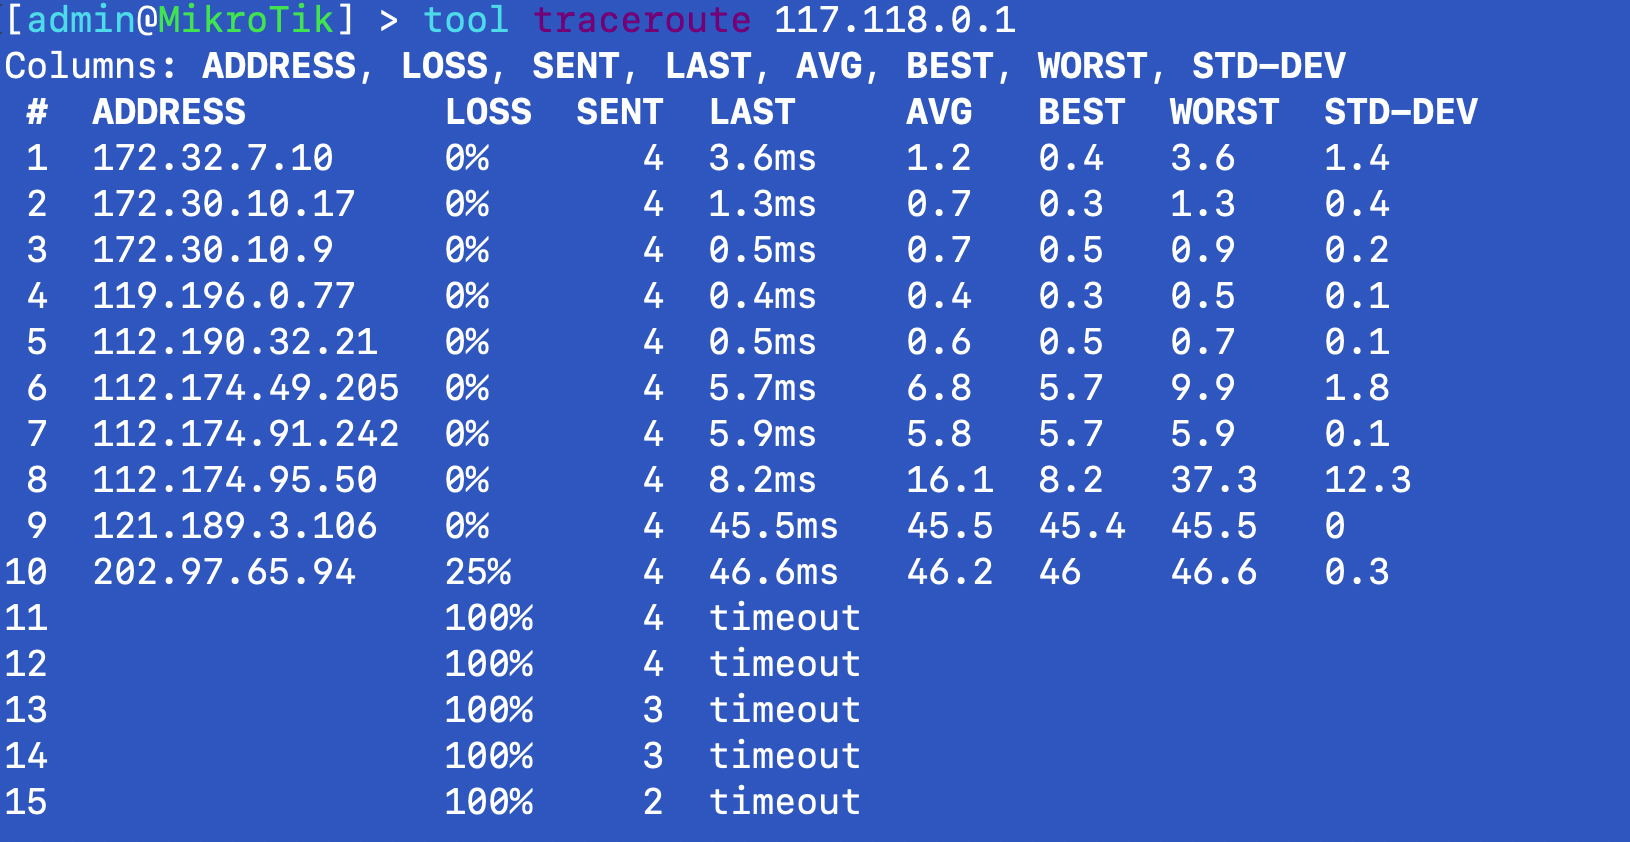 [admin@MikroTik] > tool traceroute 117.118.0.1
Columns: ADDRESS, LOSS, SENT, LAST, AVG, BEST, WORST, STD-DEV
# ADDRESS LOSS SENT LAST AVG BEST WORST STD-DEV
1 172.32.7.10 0% 4 3.6ms 1.2 0.4 3.6 1.4
2 172.30.10.17 0% 4 1.3ms 0.7 0.3 1.3 0.4
3 172.30.10.9 0% 4 0.5ms 0.7 0.5 0.9 0.2
4 119.196.0.77 0% 4 0.4ms 0.4 0.3 0.5 0.1
5 112.190.32.21 0% 4 0.5ms 0.6 0.5 0.7 0.1
6 112.174.49.205 0% 4 5.7ms 6.8 5.7 9.9 1.8
7 112.174.91.242 0% 4 5.9ms 5.8 5.7 5.9 0.1
8 112.174.95.50 0% 4 8.2ms 16.1 8.2 37.3 12.3
9 121.189.3.106 0% 4 45.5ms 45.5 45.4 45.5 0
10 202.97.65.94 25% 4 46.6ms 46.2 46 46.6 0.3
11 100% 4 timeout
12 100% 4 timeout
13 100% 3 timeout
14 100% 3 timeout
15 100% 2 timeout